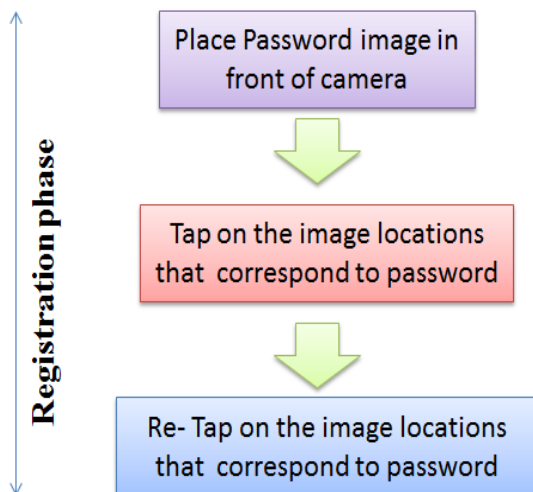 Place Password image in
front of camera
Registration phase
Tap on the image locations
that correspond to password
Re- Tap on the image locations
that correspond to password